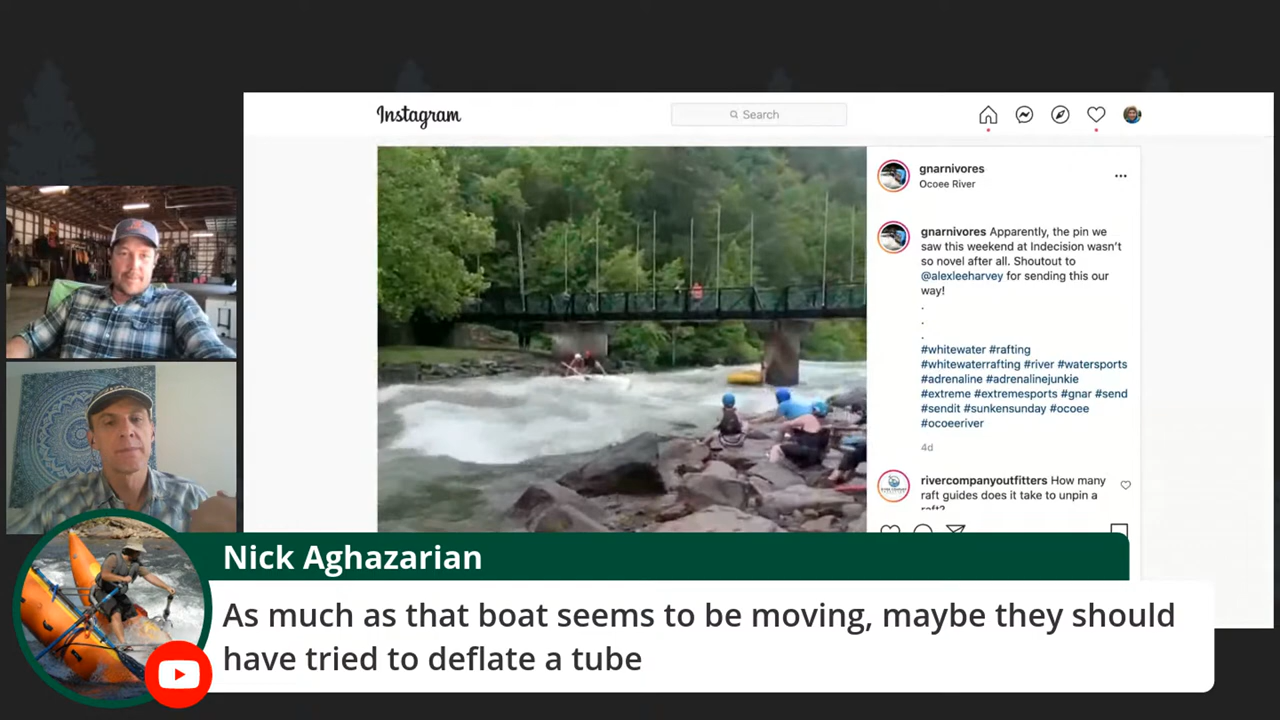 Instagram
Search
gnarnivores
Ocoee River
gnarnivores Apparently, the pin we
saw this weekend at Indecision wasn't
so novel after all. Shoutout to
@alexleeharvey for sending this our
way!
.
.
.
#whitewater #rafting
#whitewaterrafting #river #watersports
#adrenaline #adrenalinejunkie
#extreme #extremesports #gnar #send
#sendit #sunkensunday #ocoee
#ocoeeriver
4d
rivercompanyoutfitters How many
raft guides does it take to unpin a
raft?
Nick Aghazarian
As much as that boat seems to be moving, maybe they should
have tried to deflate a tube